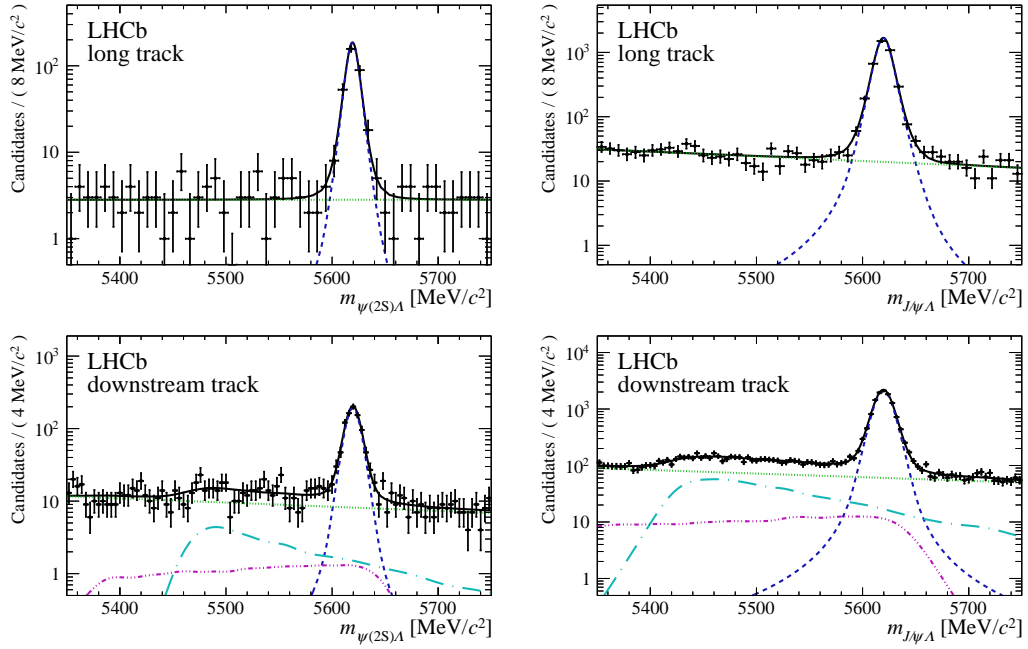 LHCb
long track
Candidates / ( 8 MeV/c²)
10²
10
1
5400 5500 5600 5700
m_ψ(2S)Λ [MeV/c²]
LHCb
long track
Candidates / ( 8 MeV/c²)
10³
10²
10
1
5400 5500 5600 5700
m_J/ψΛ [MeV/c²]
LHCb
downstream track
Candidates / ( 4 MeV/c²)
10³
10²
10
1
5400 5500 5600 5700
m_ψ(2S)Λ [MeV/c²]
LHCb
downstream track
Candidates / ( 4 MeV/c²)
10⁴
10³
10²
10
1
5400 5500 5600 5700
m_J/ψΛ [MeV/c²]